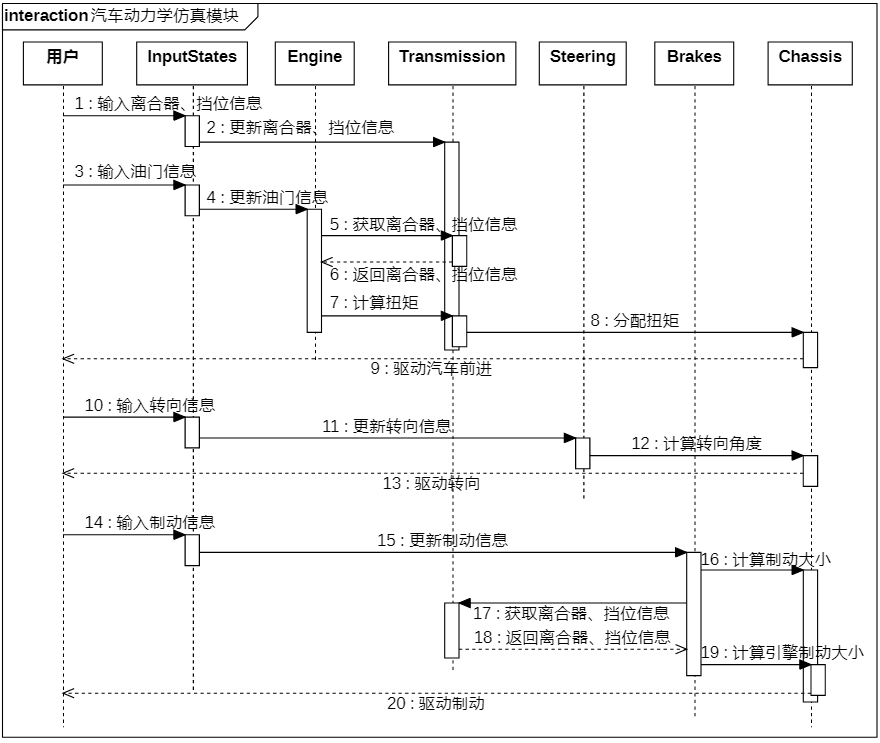 interaction 汽车动力学仿真模块
用户
InputStates
Engine
Transmission
Steering
Brakes
Chassis
1 : 输入离合器、挡位信息
2 : 更新离合器、挡位信息
3 : 输入油门信息
4 : 更新油门信息
5 : 获取离合器、挡位信息
6 : 返回离合器、挡位信息
7 : 计算扭矩
8 : 分配扭矩
9 : 驱动汽车前进
10 : 输入转向信息
11 : 更新转向信息
12 : 计算转向角度
13 : 驱动转向
14 : 输入制动信息
15 : 更新制动信息
16 : 计算制动大小
17 : 获取离合器、挡位信息
18 : 返回离合器、挡位信息
19 : 计算引擎制动大小
20 : 驱动制动